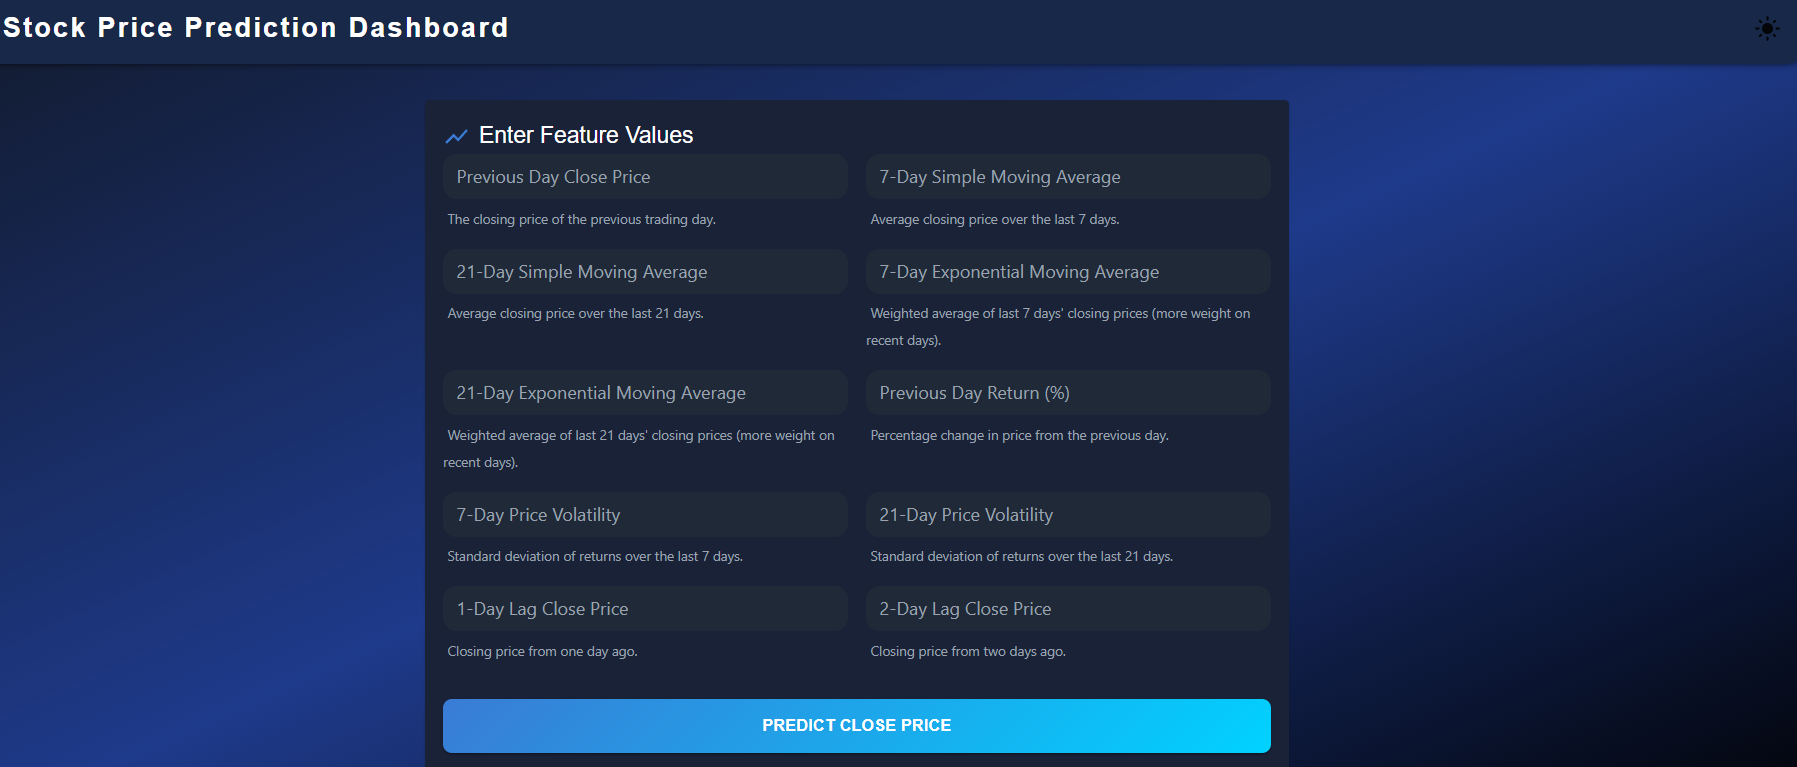 Stock Price Prediction Dashboard
Enter Feature Values
Previous Day Close Price
The closing price of the previous trading day.
7-Day Simple Moving Average
Average closing price over the last 7 days.
21-Day Simple Moving Average
Average closing price over the last 21 days.
7-Day Exponential Moving Average
Weighted average of last 7 days' closing prices (more weight on
recent days).
21-Day Exponential Moving Average
Weighted average of last 21 days' closing prices (more weight on
recent days).
Previous Day Return (%)
Percentage change in price from the previous day.
7-Day Price Volatility
Standard deviation of returns over the last 7 days.
21-Day Price Volatility
Standard deviation of returns over the last 21 days.
1-Day Lag Close Price
Closing price from one day ago.
2-Day Lag Close Price
Closing price from two days ago.
PREDICT CLOSE PRICE